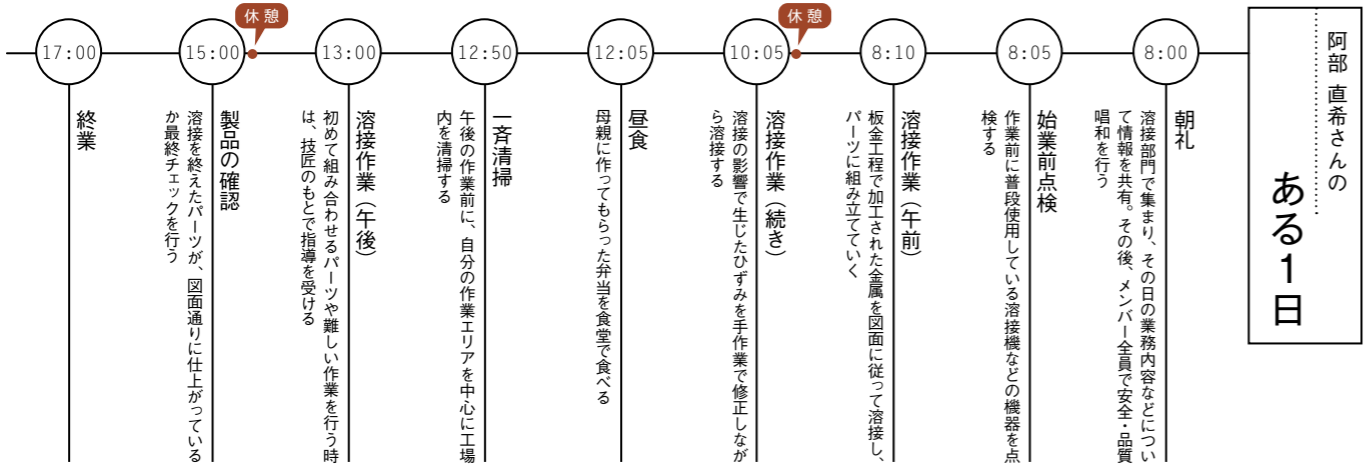 阿部 直希さんの
ある1日
8:00
朝礼
溶接部門で集まり、その日の業務内容などについ
て情報を共有。その後、メンバー全員で安全・品質
唱和を行う
8:05
始業前点検
作業前に普段使用している溶接機などの機器を点
検する
8:10
溶接作業（午前）
板金工程で加工された金属を図面に従って溶接し、
パーツに組み立てていく
休憩
10:05
溶接作業（続き）
溶接の影響で生じたひずみを手作業で修正しなが
ら溶接する
12:05
昼食
母親に作ってもらった弁当を食堂で食べる
12:50
一斉清掃
午後の作業前に、自分の作業エリアを中心に工場
内を清掃する
13:00
溶接作業（午後）
初めて組み合わせるパーツや難しい作業を行う時
は、技匠のもとで指導を受ける
休憩
15:00
製品の確認
溶接を終えたパーツが、図面通りに仕上がっている
か最終チェックを行う
17:00
終業